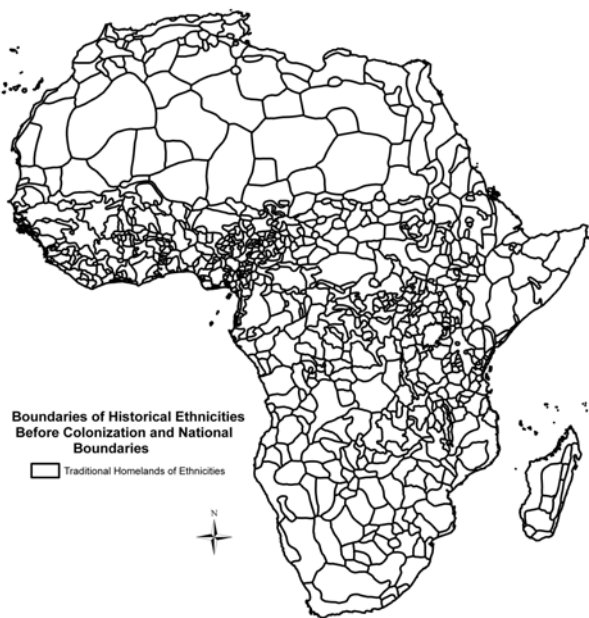 Boundaries of Historical Ethnicities
Before Colonization and National
Boundaries
Traditional Homelands of Ethnicities
N